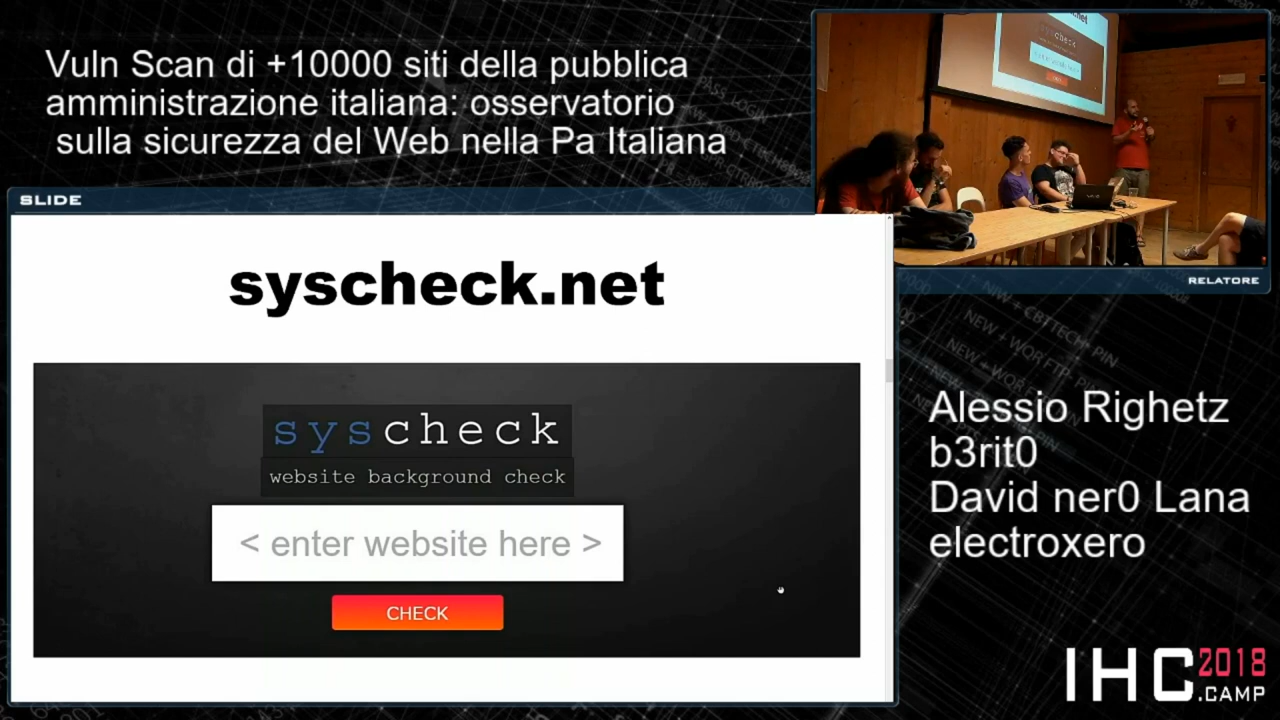 Vuln Scan di +10000 siti della pubblica
amministrazione italiana: osservatorio
sulla sicurezza del Web nella Pa Italiana
SLIDE
syscheck.net
syscheck
website background check
< enter website here >
CHECK
RELATORE
Alessio Righetz
b3rit0
David ner0 Lana
electroxero
IHC 2018
.CAMP